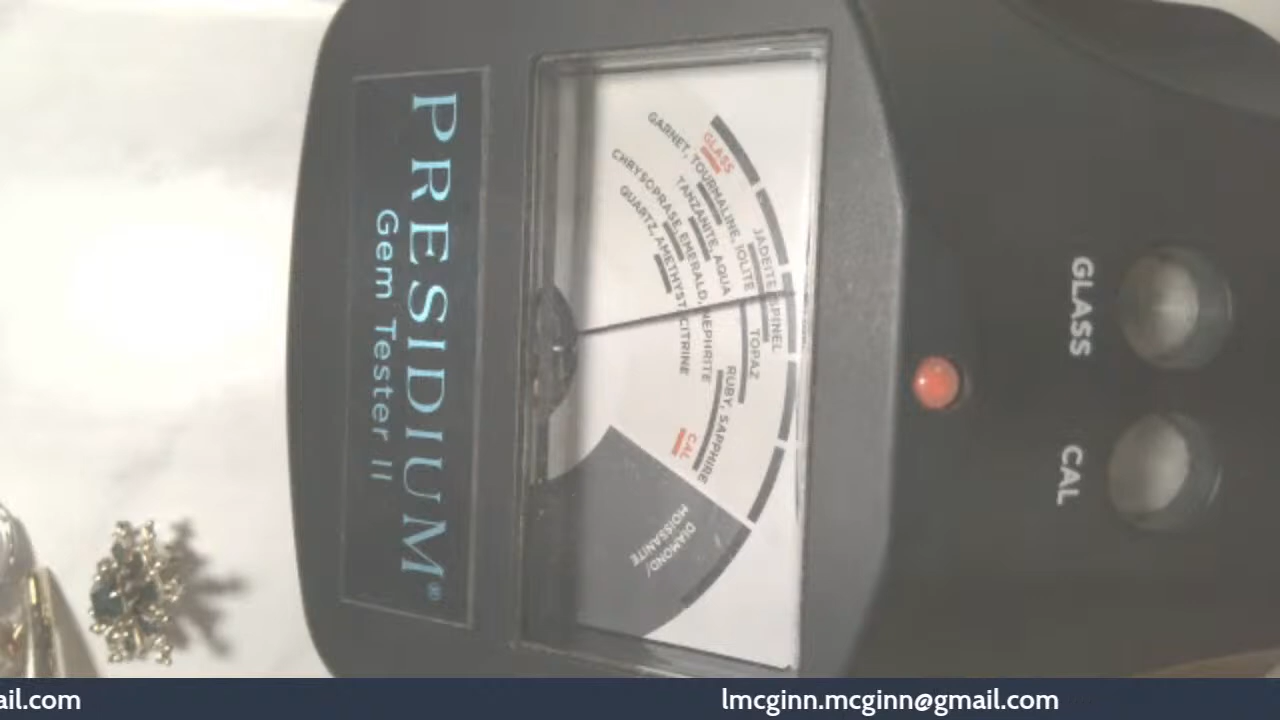 PRESIDIUM®
Gem Tester II
GLASS
GARNET, TOURMALINE, IOLITE
TANZANITE, AQUA
CHRYSOPRASE, EMERALD, NEPHRITE
QUARTZ, AMETHYST, CITRINE
JADEITE, SPINEL
TOPAZ
RUBY, SAPPHIRE
CAL
DIAMOND/
MOISSANITE
GLASS
CAL
ail.com
lmcginn.mcginn@gmail.com